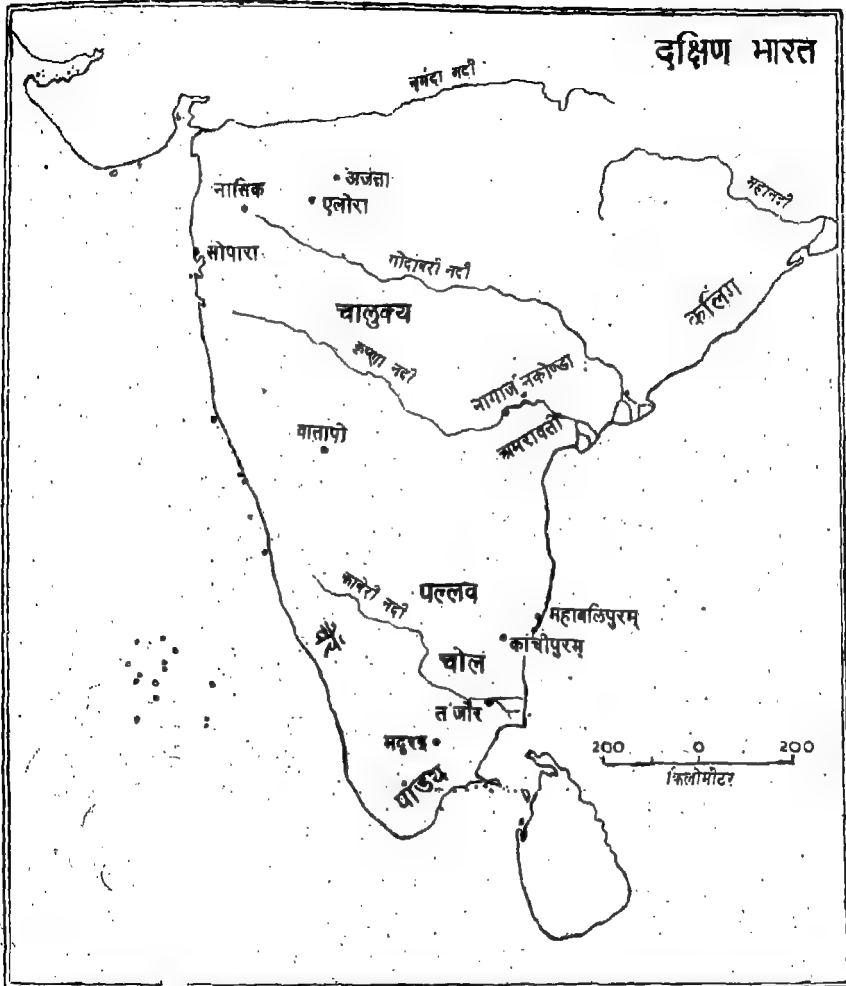 दक्षिण भारत
नर्मदा नदी
अजंता
महानदी
नासिक
एलोरा
सोपारा
गोदावरी नदी
कलिंग
चालुक्य
कृष्णा नदी
नागार्जुनकोण्डा
वातापी
अमरावती
कावेरी नदी
पल्लव
महाबलिपुरम्
कांचीपुरम्
चोल
तंजौर
मदुरइ
200 0 200
किलोमीटर
पांड्य